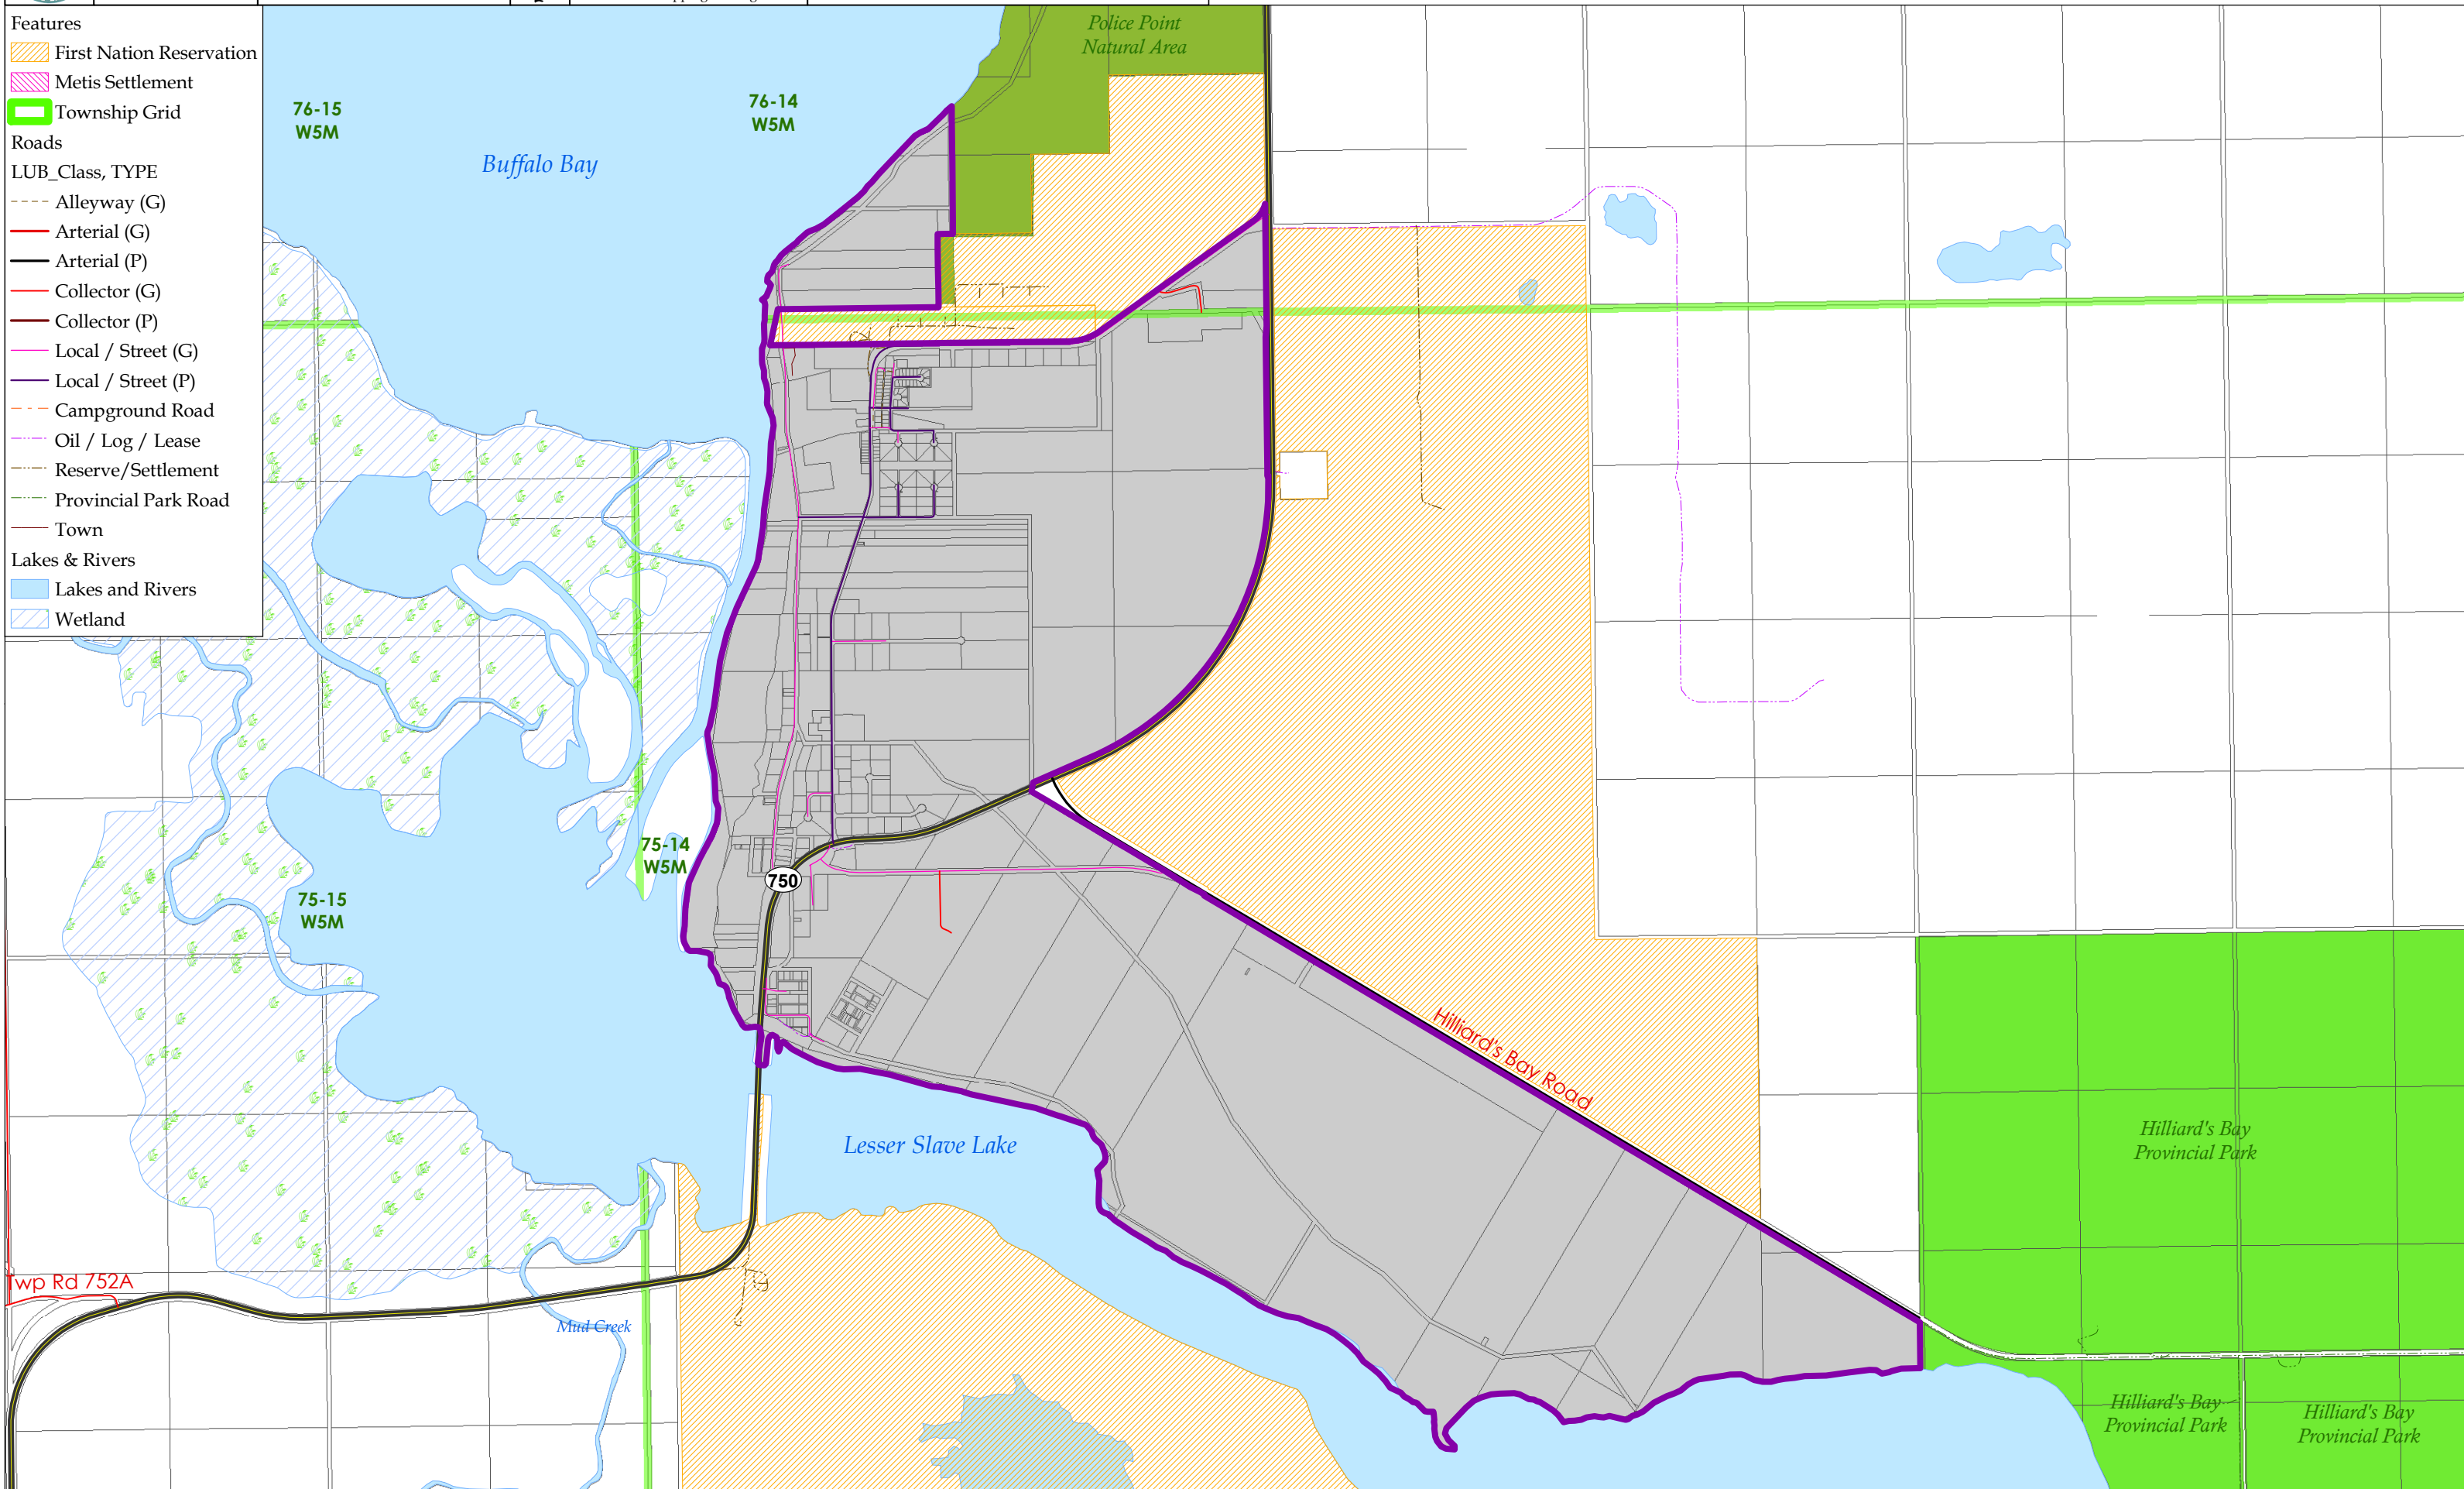 Features
First Nation Reservation
Metis Settlement
Township Grid
Roads
LUB_Class, TYPE
Alleyway (G)
Arterial (G)
Arterial (P)
Collector (G)
Collector (P)
Local / Street (G)
Local / Street (P)
Campground Road
Oil / Log / Lease
Reserve/Settlement
Provincial Park Road
Town
Lakes & Rivers
Lakes and Rivers
Wetland
Police Point
Natural Area
76-15
W5M
76-14
W5M
Buffalo Bay
75-14
W5M
750
75-15
W5M
Hilliard's Bay Road
Lesser Slave Lake
Hilliard's Bay
Provincial Park
Twp Rd 752A
Mud Creek
Hilliard's Bay
Provincial Park
Hilliard's Bay
Provincial Park